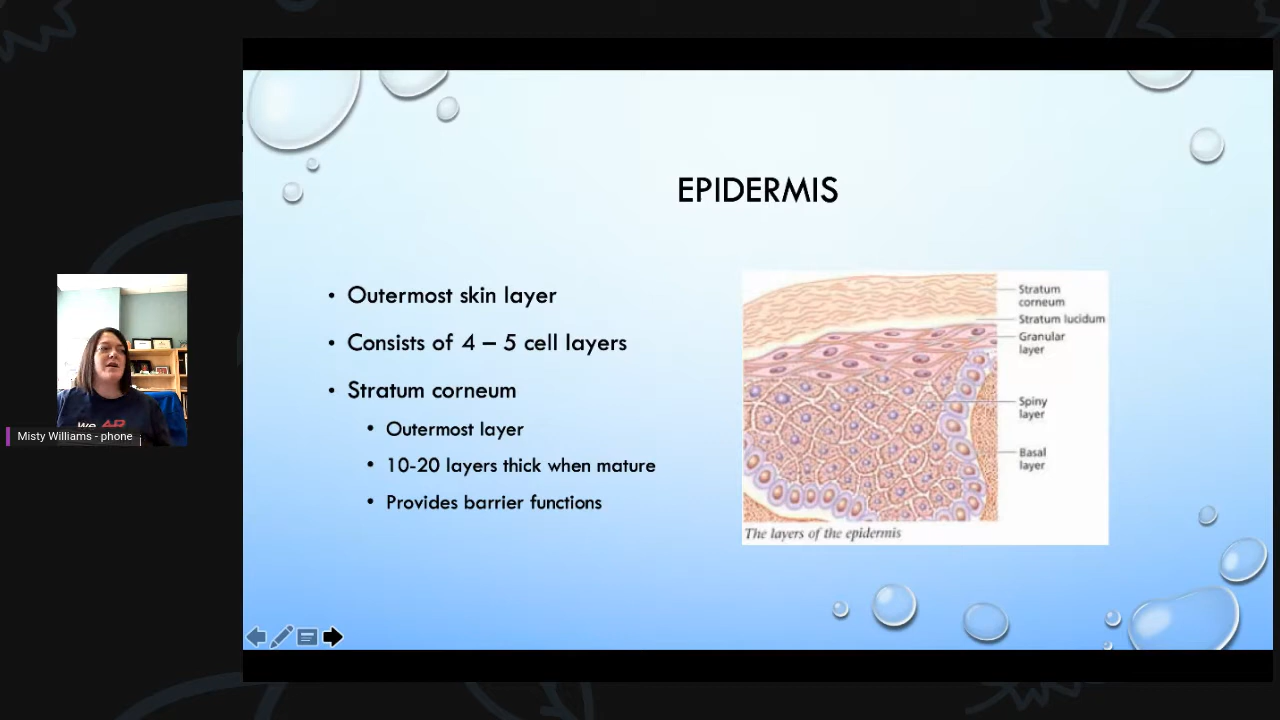 EPIDERMIS
• Outermost skin layer
• Consists of 4 – 5 cell layers
• Stratum corneum
• Outermost layer
• 10-20 layers thick when mature
• Provides barrier functions
Stratum
corneum
Stratum lucidum
Granular
layer
Spiny
layer
Basal
layer
The layers of the epidermis
we AR
Misty Williams - phone